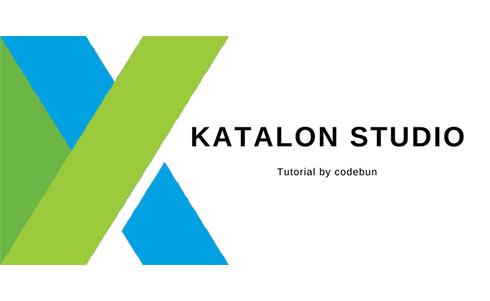 KATALON STUDIO
Tutorial by codebun